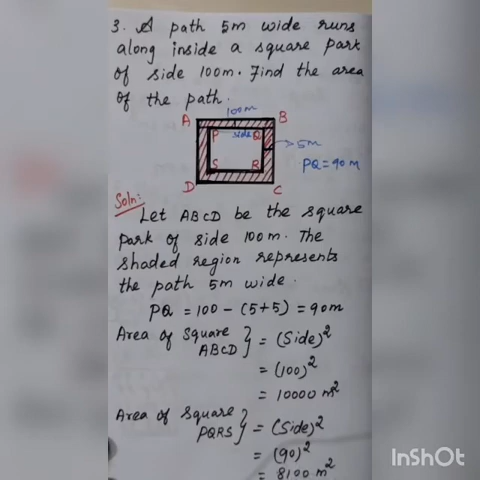 3. A path 5m wide runs
along inside a square park
of side 100m. Find the area
of the path.
100m
A B
P side Q
5m
PQ=90m
S R
D C
Soln:
Let ABCD be the square
park of side 100m. The
shaded region represents
the path 5m wide.
PQ = 100 - (5+5) = 90m
Area of square ABCD } = (Side)²
= (100)²
= 10000 m²
Area of square PQRS } = (Side)²
= (90)²
= 8100 m²
InShOt